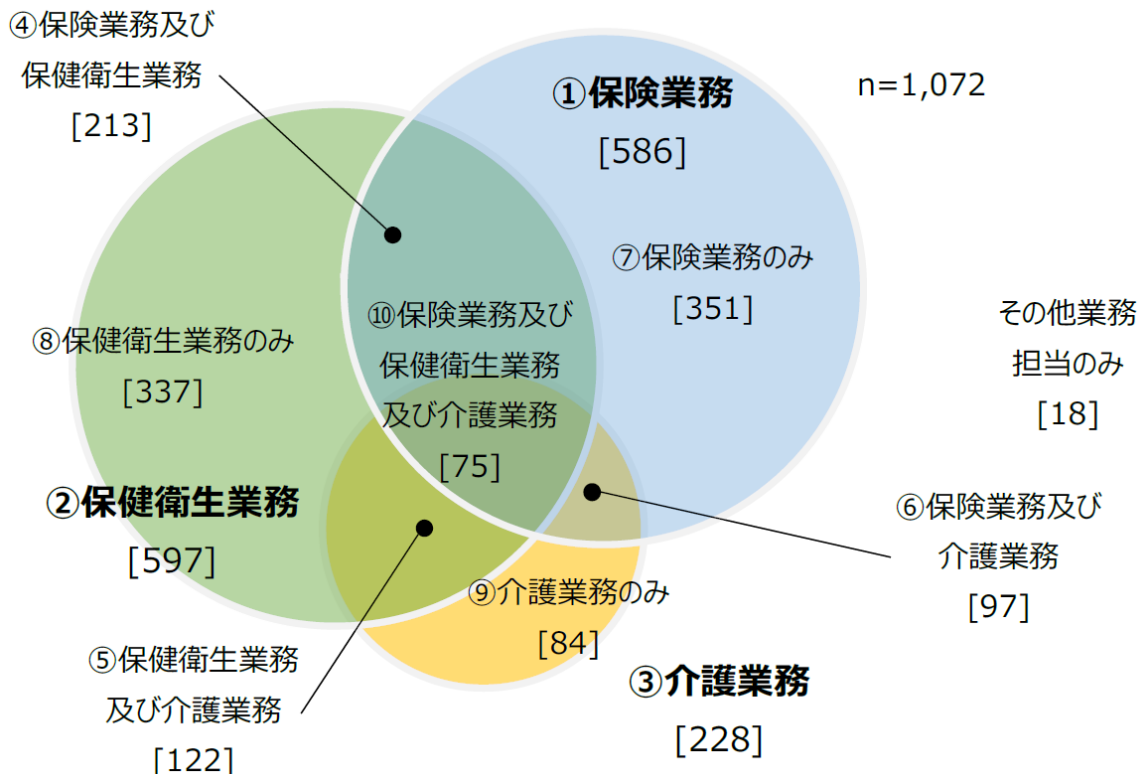 ④保険業務及び
保健衛生業務
[213]
①保険業務
[586]
n=1,072
⑦保険業務のみ
[351]
⑧保健衛生業務のみ
[337]
⑩保険業務及び
保健衛生業務
及び介護業務
[75]
その他業務
担当のみ
[18]
②保健衛生業務
[597]
⑥保険業務及び
介護業務
[97]
⑨介護業務のみ
[84]
⑤保健衛生業務
及び介護業務
[122]
③介護業務
[228]